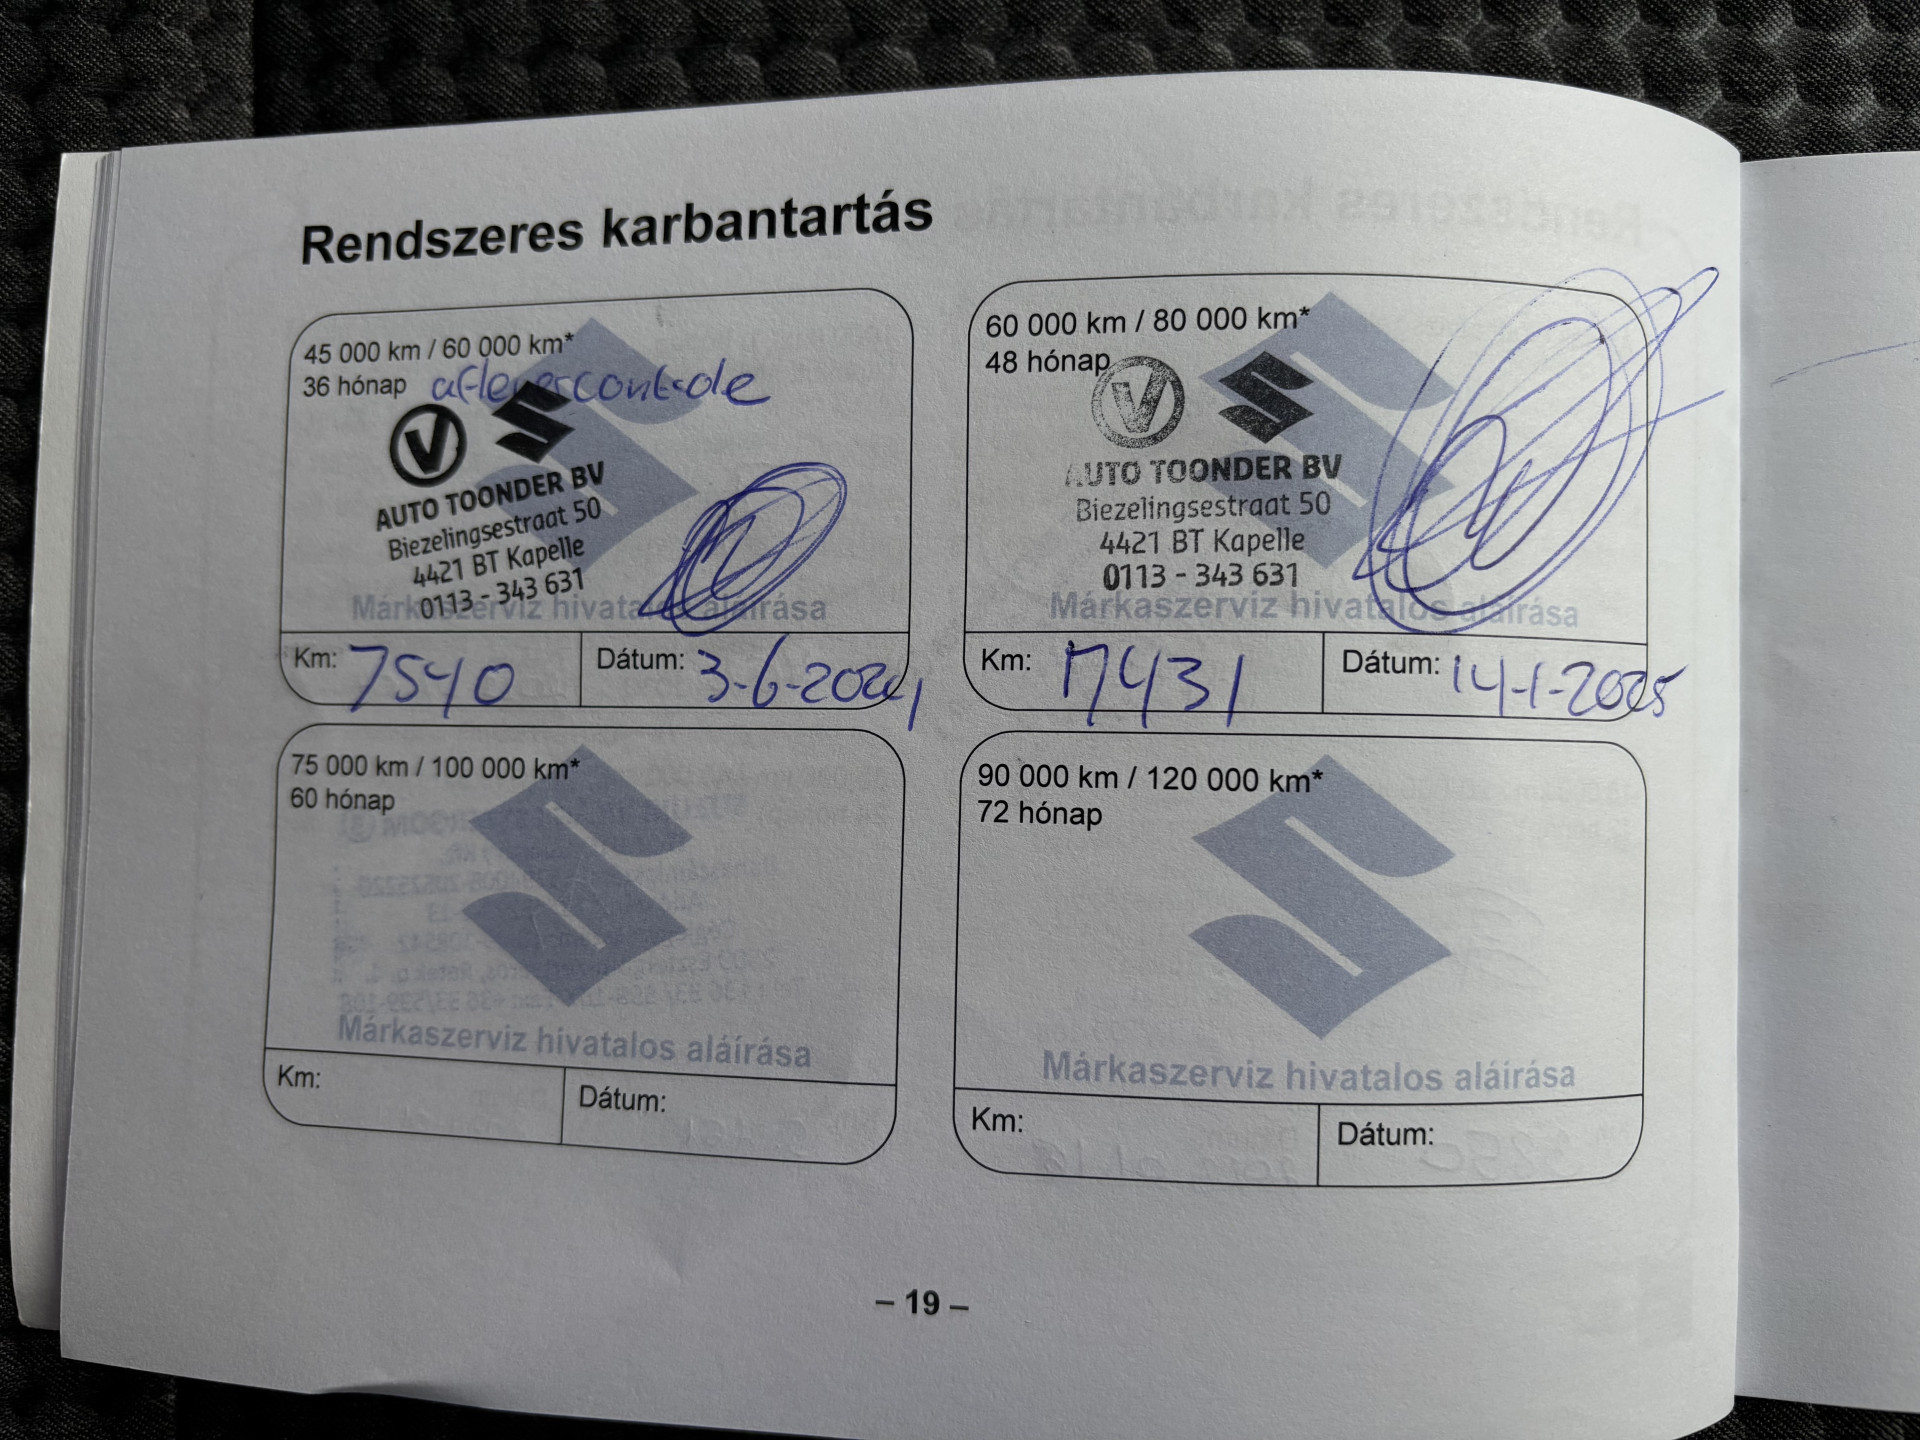 Rendszeres karbantartás
45 000 km / 60 000 km*
36 hónap aflevercontrole
AUTO TOONDER BV
Biezelingsestraat 50
4421 BT Kapelle
0113 - 343 631
Márkaszerviz hivatalos aláírása
Km: 7540 Dátum: 3-6-2024
60 000 km / 80 000 km*
48 hónap
AUTO TOONDER BV
Biezelingsestraat 50
4421 BT Kapelle
0113 - 343 631
Márkaszerviz hivatalos aláírása
Km: 17431 Dátum: 14-1-2025
75 000 km / 100 000 km*
60 hónap
Márkaszerviz hivatalos aláírása
Km: Dátum:
90 000 km / 120 000 km*
72 hónap
Márkaszerviz hivatalos aláírása
Km: Dátum:
– 19 –